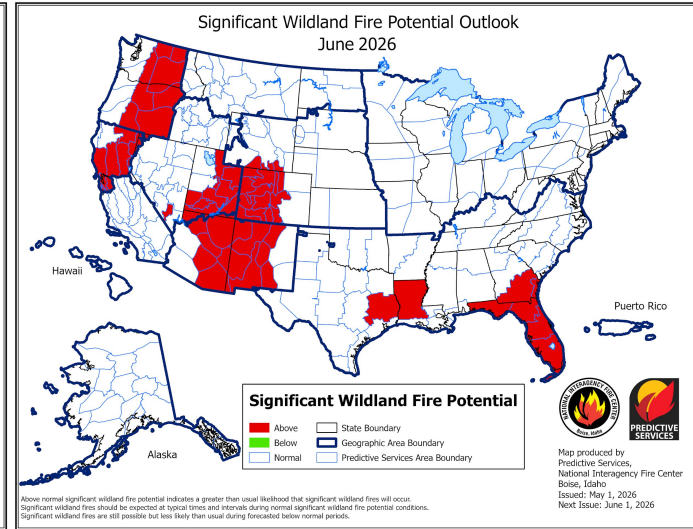 Significant Wildland Fire Potential Outlook
June 2026
Hawaii
Puerto Rico
Alaska
Significant Wildland Fire Potential
Above
State Boundary
Below
Geographic Area Boundary
Normal
Predictive Services Area Boundary
NATIONAL INTERAGENCY FIRE CENTER
Boise, Idaho
PREDICTIVE
SERVICES
Map produced by
Predictive Services,
National Interagency Fire Center
Boise, Idaho
Issued: May 1, 2026
Next Issue: June 1, 2026
Above normal significant wildland fire potential indicates a greater than usual likelihood that significant wildland fires will occur.
Significant wildland fires should be expected at typical times and intervals during normal significant wildland fire potential conditions.
Significant wildland fires are still possible but less likely than usual during forecasted below normal periods.